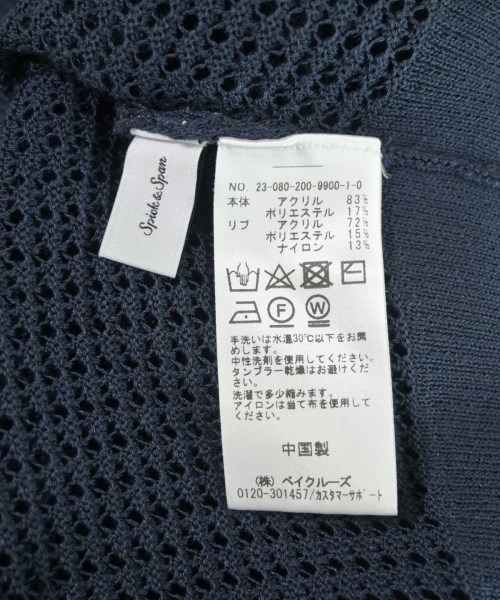 Spick&Span
NO. 23-080-200-9900-1-0
本体 アクリル 83%
ポリエステル 17%
リブ アクリル 72%
ポリエステル 15%
ナイロン 13%
F W
手洗いは水温30℃以下をお薦
めします。
中性洗剤を使用してください。
タンブラー乾燥はお避けくだ
さい。
洗濯で多少縮みます。
アイロンは当て布を使用して
ください。
中国製
(株) ベイクルーズ
0120-301457/カスタマーサポート